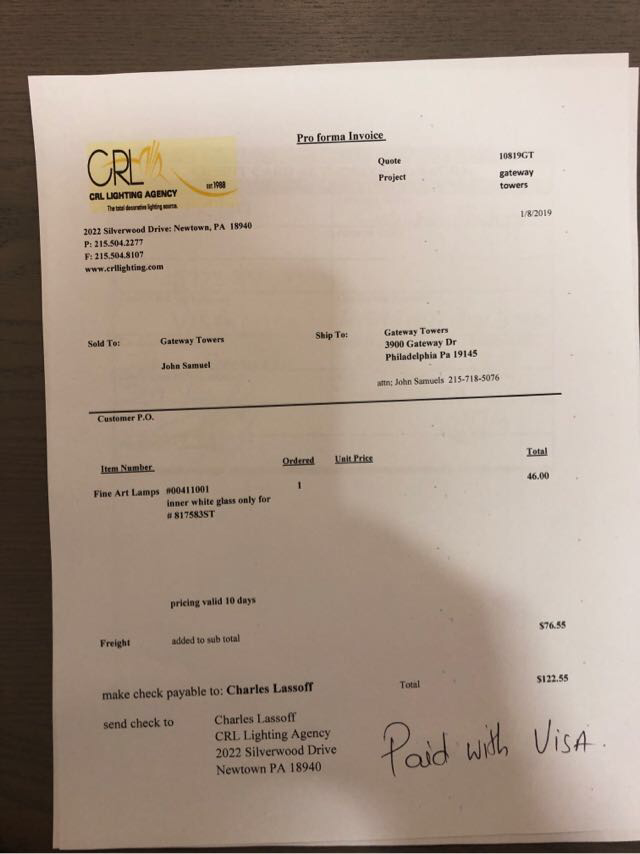 Pro forma Invoice
CRL
est 1988
CRL LIGHTING AGENCY
The total decorative lighting source.
Quote 10819GT
Project gateway
towers
1/8/2019
2022 Silverwood Drive: Newtown, PA 18940
P: 215.504.2277
F: 215.504.8107
www.crllighting.com
Sold To: Gateway Towers
John Samuel
Ship To: Gateway Towers
3900 Gateway Dr
Philadelphia Pa 19145
attn: John Samuels 215-718-5076
Customer P.O.
Item Number Ordered Unit Price Total
Fine Art Lamps #00411001 1 46.00
inner white glass only for
# 817583ST
pricing valid 10 days
$76.55
Freight added to sub total
make check payable to: Charles Lassoff Total $122.55
send check to Charles Lassoff
CRL Lighting Agency
2022 Silverwood Drive
Newtown PA 18940
Paid with VISA.